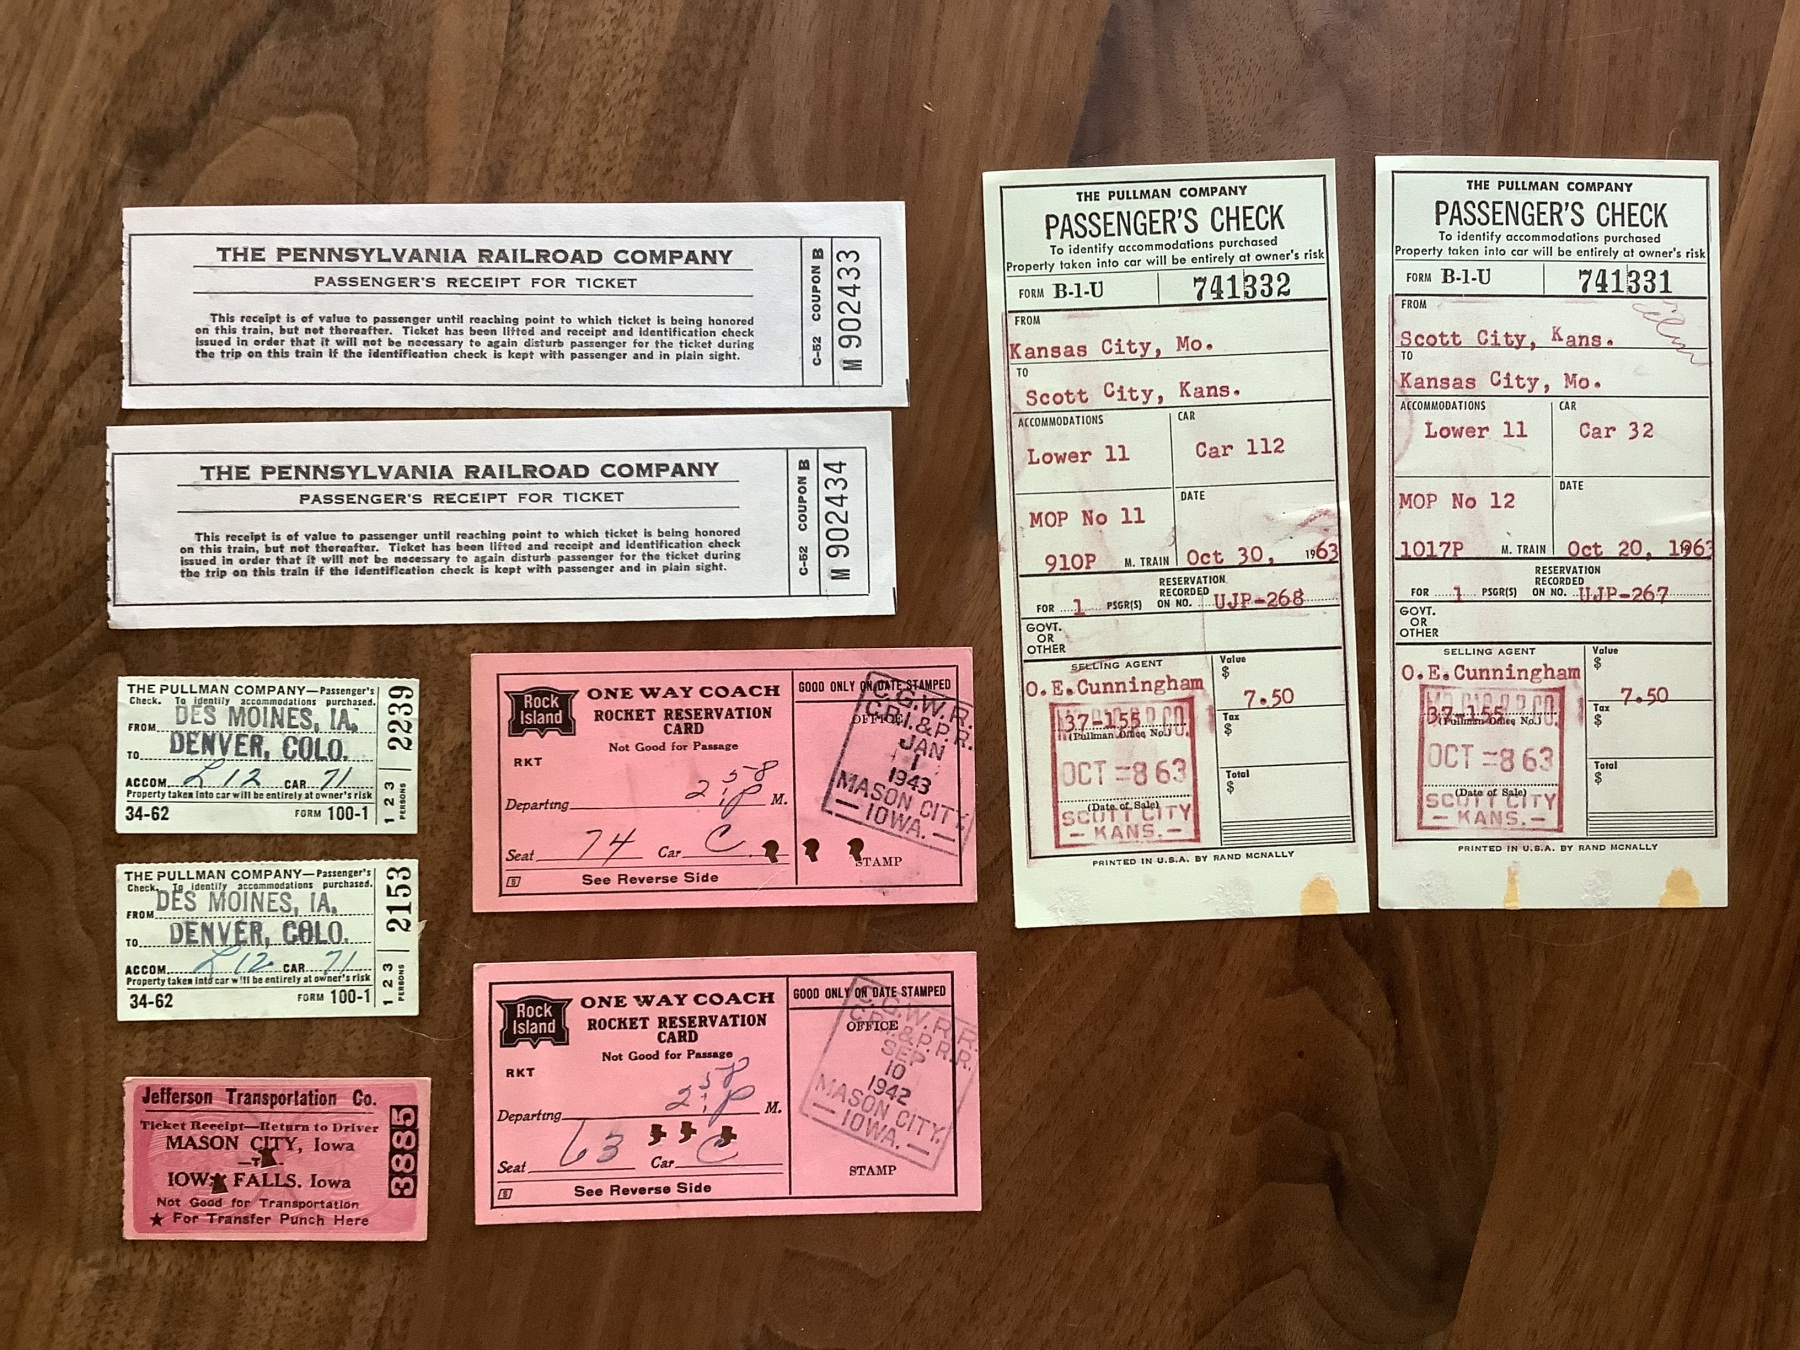 THE PENNSYLVANIA RAILROAD COMPANY
PASSENGER'S RECEIPT FOR TICKET
This receipt is of value to passenger until reaching point to which ticket is being honored
on this train, but not thereafter. Ticket has been lifted and receipt and identification check
issued in order that it will not be necessary to again disturb passenger for the ticket during
the trip on this train if the identification check is kept with passenger and in plain sight.
C-52 COUPON B
M 902433
THE PENNSYLVANIA RAILROAD COMPANY
PASSENGER'S RECEIPT FOR TICKET
This receipt is of value to passenger until reaching point to which ticket is being honored
on this train, but not thereafter. Ticket has been lifted and receipt and identification check
issued in order that it will not be necessary to again disturb passenger for the ticket during
the trip on this train if the identification check is kept with passenger and in plain sight.
C-52 COUPON B
M 902434
THE PULLMAN COMPANY—Passenger's
Check. To identify accommodations purchased.
FROM DES MOINES, IA.
TO DENVER, COLO.
ACCOM. L 12 CAR 71
Property taken into car will be entirely at owner's risk
34-62 FORM 100-1
2239
1 2 3
PERSONS
THE PULLMAN COMPANY—Passenger's
Check. To identify accommodations purchased.
FROM DES MOINES, IA.
TO DENVER, COLO.
ACCOM. L 12 CAR 71
Property taken into car will be entirely at owner's risk
34-62 FORM 100-1
2153
1 2 3
PERSONS
Jefferson Transportation Co.
Ticket Receipt—Return to Driver
MASON CITY, Iowa
IOWA FALLS, Iowa
Not Good for Transportation
★ For Transfer Punch Here
3885
Rock
Island
ONE WAY COACH
ROCKET RESERVATION
CARD
Not Good for Passage
RKT
Departing 2:58 P M.
Seat 74 Car C
See Reverse Side
GOOD ONLY ON DATE STAMPED
OFFICE
C.G.W.R.
C.R.I.&P.R.R.
JAN
1
1943
MASON CITY,
— IOWA. —
STAMP
Rock
Island
ONE WAY COACH
ROCKET RESERVATION
CARD
Not Good for Passage
RKT
Departing 2:58 P M.
Seat 63 Car C
See Reverse Side
GOOD ONLY ON DATE STAMPED
OFFICE
C.G.W.R.R.
C.R.I.&P.R.R.
SEP
10
1942
MASON CITY,
— IOWA. —
STAMP
THE PULLMAN COMPANY
PASSENGER'S CHECK
To identify accommodations purchased
Property taken into car will be entirely at owner's risk
FORM B-1-U 741332
FROM
Kansas City, Mo.
TO
Scott City, Kans.
ACCOMMODATIONS CAR
Lower 11 Car 112
DATE
MOP No 11
910P M. TRAIN Oct 30, 1963
RESERVATION
RECORDED
FOR 1 PSGR(S) ON NO. UJP-268
GOVT.
OR
OTHER
SELLING AGENT
O.E.Cunningham
37-155
(Pullman Office No.)
OCT -8 63
(Date of Sale)
SCOTT CITY
— KANS. —
Value
$
7.50
Tax
$
Total
$
PRINTED IN U.S.A. BY RAND MCNALLY
THE PULLMAN COMPANY
PASSENGER'S CHECK
To identify accommodations purchased
Property taken into car will be entirely at owner's risk
FORM B-1-U 741331
FROM
Scott City, Kans.
TO
Kansas City, Mo.
ACCOMMODATIONS CAR
Lower 11 Car 32
DATE
MOP No 12
1017P M. TRAIN Oct 20, 1963
RESERVATION
RECORDED
FOR 1 PSGR(S) ON NO. UJP-267
GOVT.
OR
OTHER
SELLING AGENT
O.E.Cunningham
37-155
(Pullman Office No.)
OCT -8 63
(Date of Sale)
SCOTT CITY
— KANS. —
Value
$
7.50
Tax
$
Total
$
PRINTED IN U.S.A. BY RAND MCNALLY